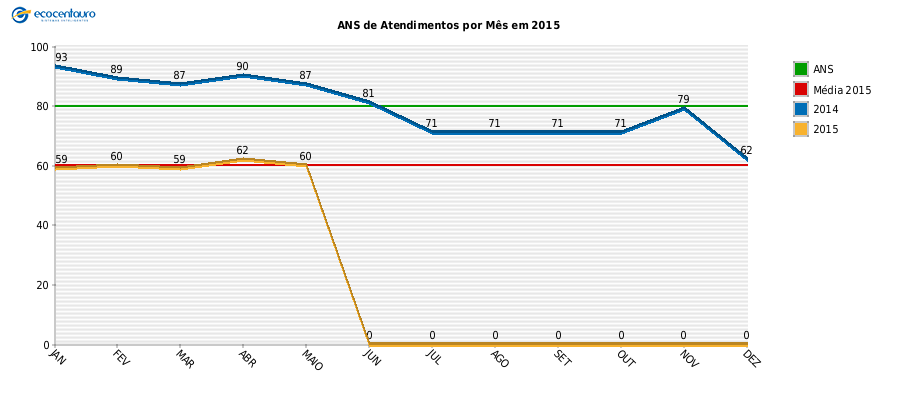 ecocentauro
ANS de Atendimentos por Mês em 2015
100
80
60
40
20
0
93
89
87
90
87
81
71
71
71
71
79
62
59
60
59
62
60
0
0
0
0
0
0
0
JAN
FEV
MAR
ABR
MAIO
JUN
JUL
AGO
SET
OUT
NOV
DEZ
ANS
Média 2015
2014
2015